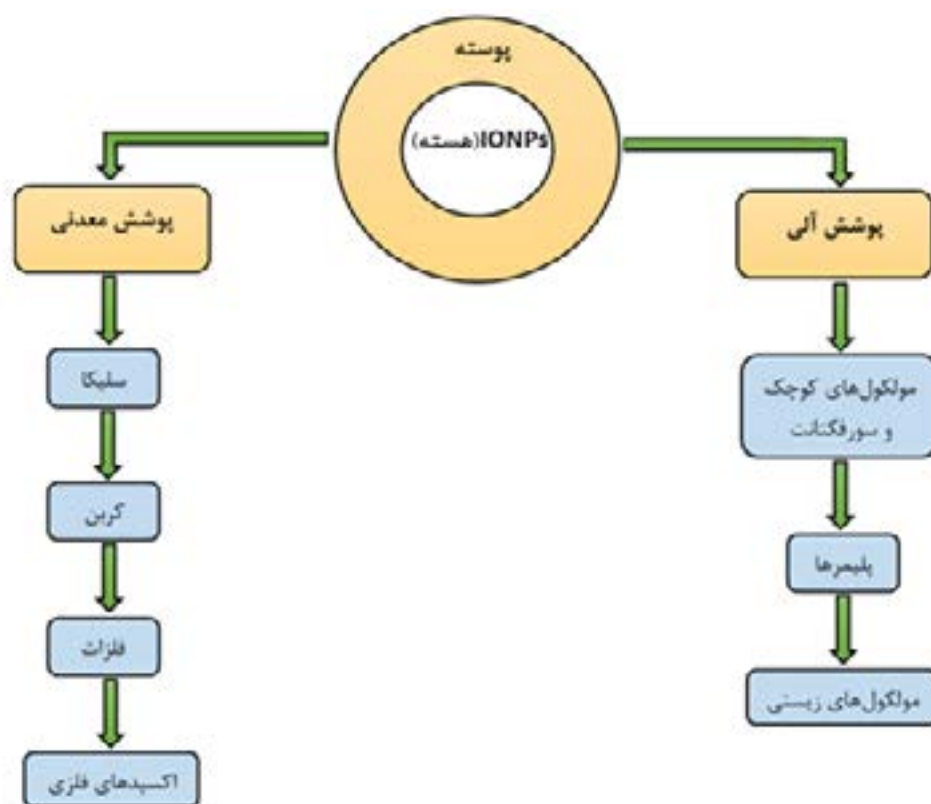 پوسته
IONPs(هسته)
پوشش آلی
مولکول‌های کوچک
و سورفکتانت
پلیمرها
مولکول‌های زیستی
پوشش معدنی
سلیکا
کربن
فلزات
اکسیدهای فلزی